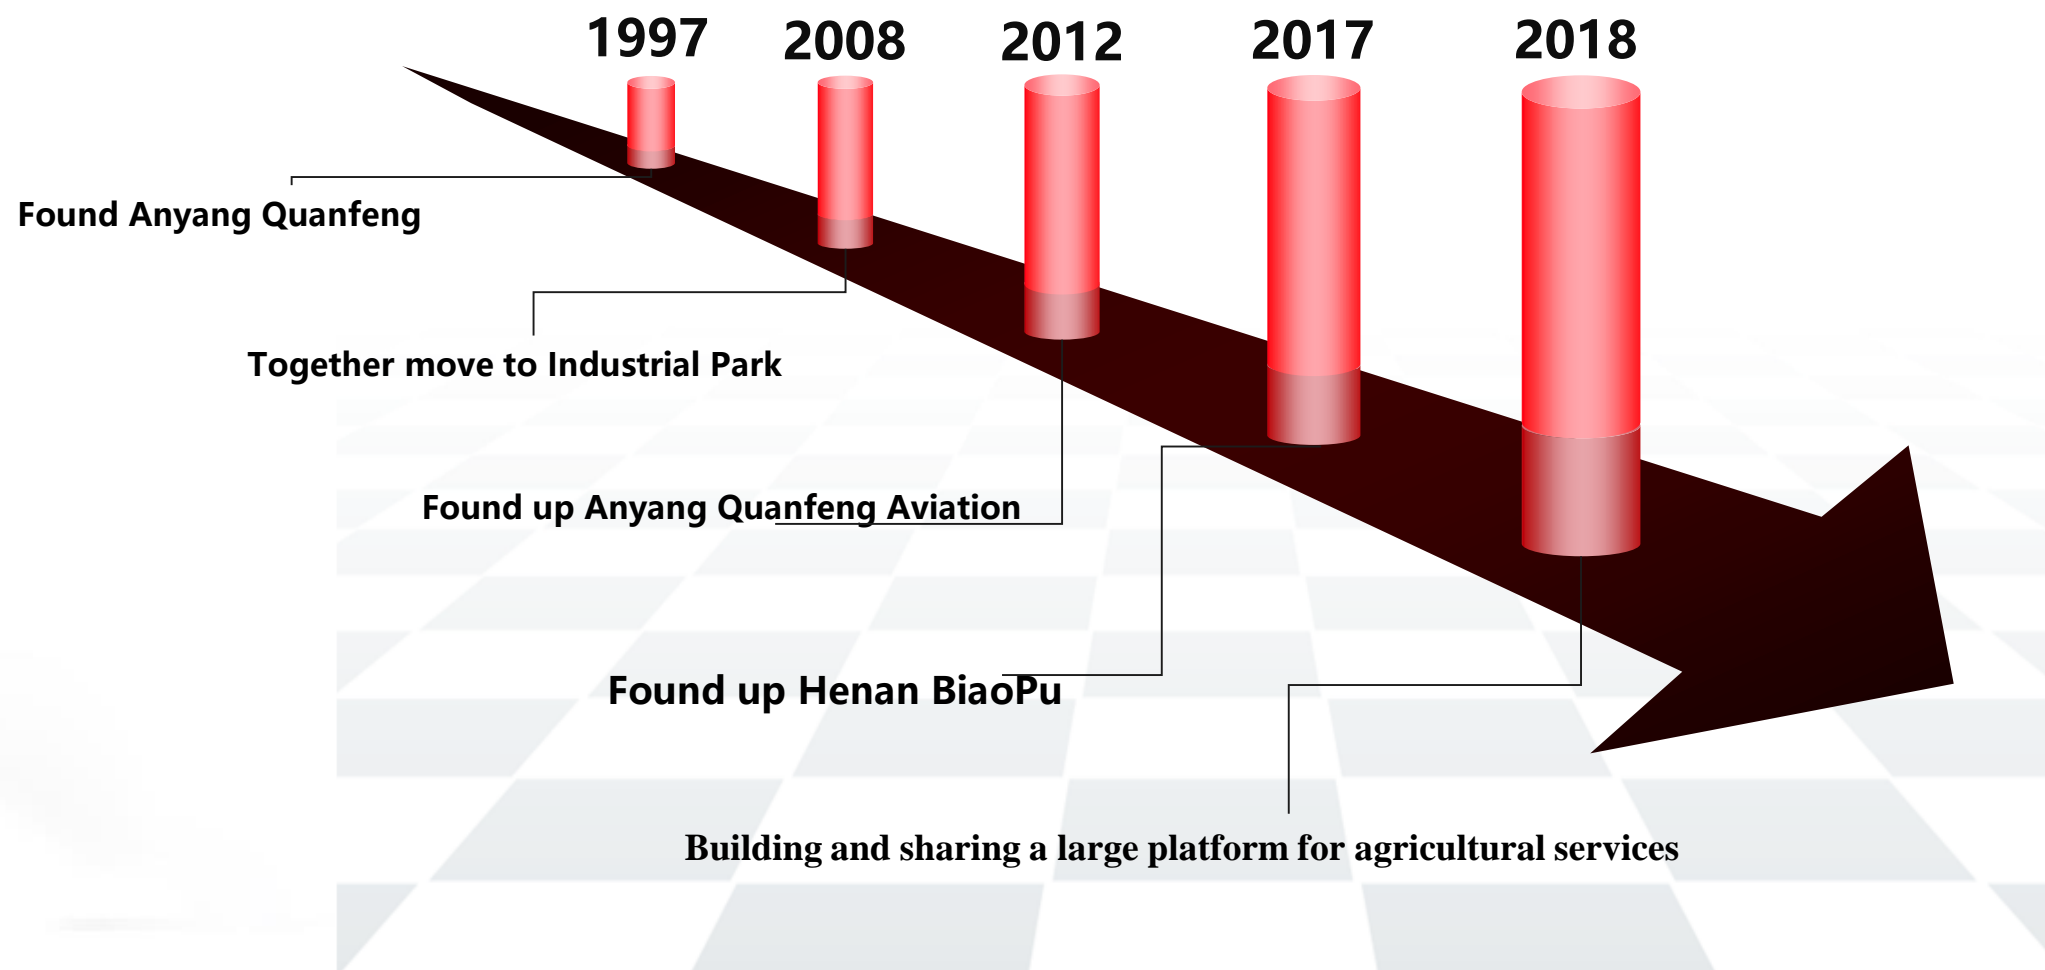 1997 2008 2012 2017 2018
Found Anyang Quanfeng
Together move to Industrial Park
Found up Anyang Quanfeng Aviation
Found up Henan BiaoPu
Building and sharing a large platform for agricultural services